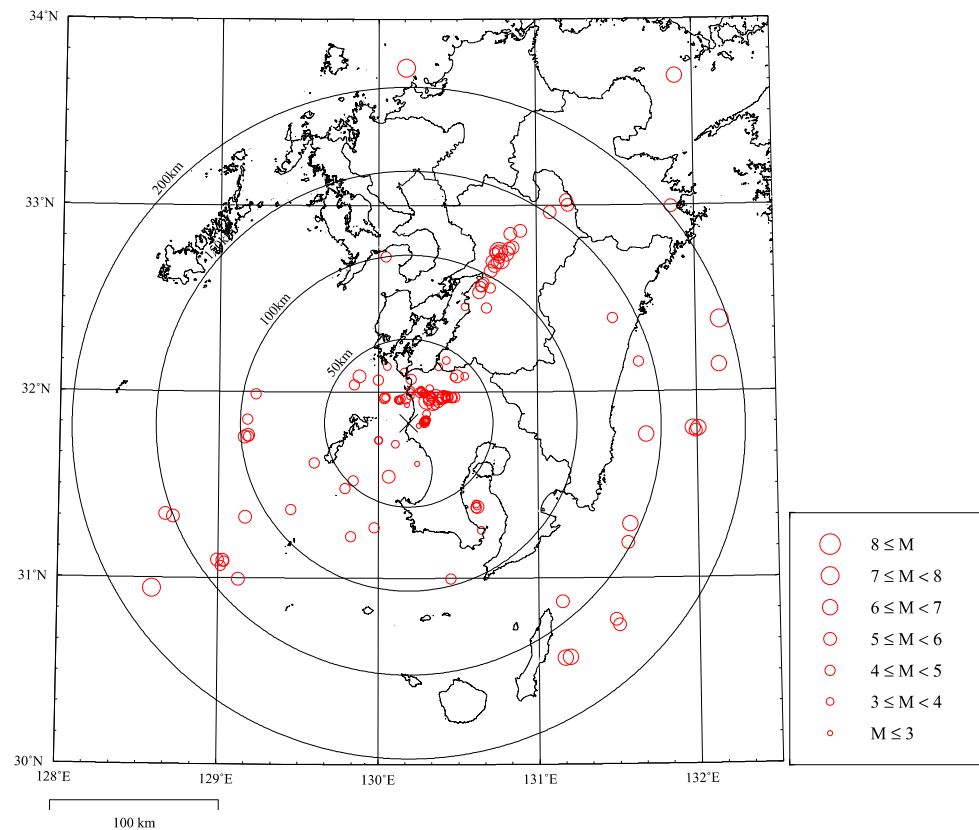 34°N
200km
33°N
150km
100km
50km
32°N
31°N
30°N
128°E
129°E
130°E
131°E
132°E
100 km
8 ≤ M
7 ≤ M < 8
6 ≤ M < 7
5 ≤ M < 6
4 ≤ M < 5
3 ≤ M < 4
M ≤ 3